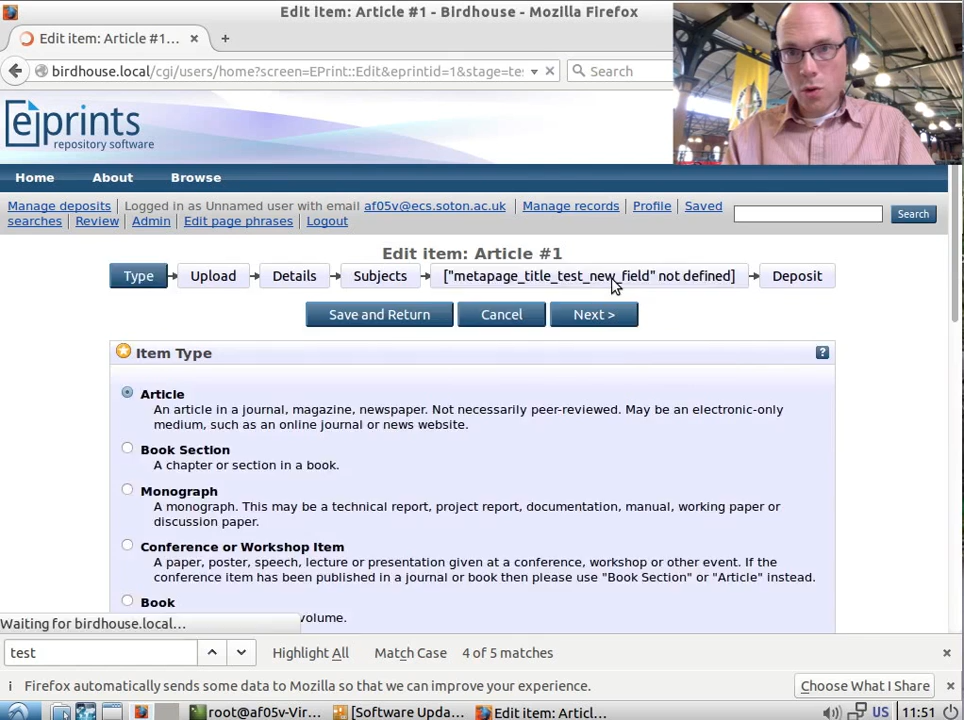 Edit item: Article #1 - Birdhouse - Mozilla Firefox
Edit item: Article #1...
birdhouse.local/cgi/users/home?screen=EPrint::Edit&eprintid=1&stage=te
Search
eprints
repository software
Home About Browse
Manage deposits Logged in as Unnamed user with email af05v@ecs.soton.ac.uk Manage records Profile Saved
searches Review Admin Edit page phrases Logout
Search
Edit item: Article #1
Type Upload Details Subjects ["metapage_title_test_new_field" not defined] Deposit
Save and Return Cancel Next >
Item Type ?
Article
An article in a journal, magazine, newspaper. Not necessarily peer-reviewed. May be an electronic-only
medium, such as an online journal or news website.
Book Section
A chapter or section in a book.
Monograph
A monograph. This may be a technical report, project report, documentation, manual, working paper or
discussion paper.
Conference or Workshop Item
A paper, poster, speech, lecture or presentation given at a conference, workshop or other event. If the
conference item has been published in a journal or book then please use "Book Section" or "Article" instead.
Book
volume.
Waiting for birdhouse.local...
test Highlight All Match Case 4 of 5 matches
Firefox automatically sends some data to Mozilla so that we can improve your experience. Choose What I Share
root@af05v-Vir... [Software Upda... Edit item: Articl... US 11:51